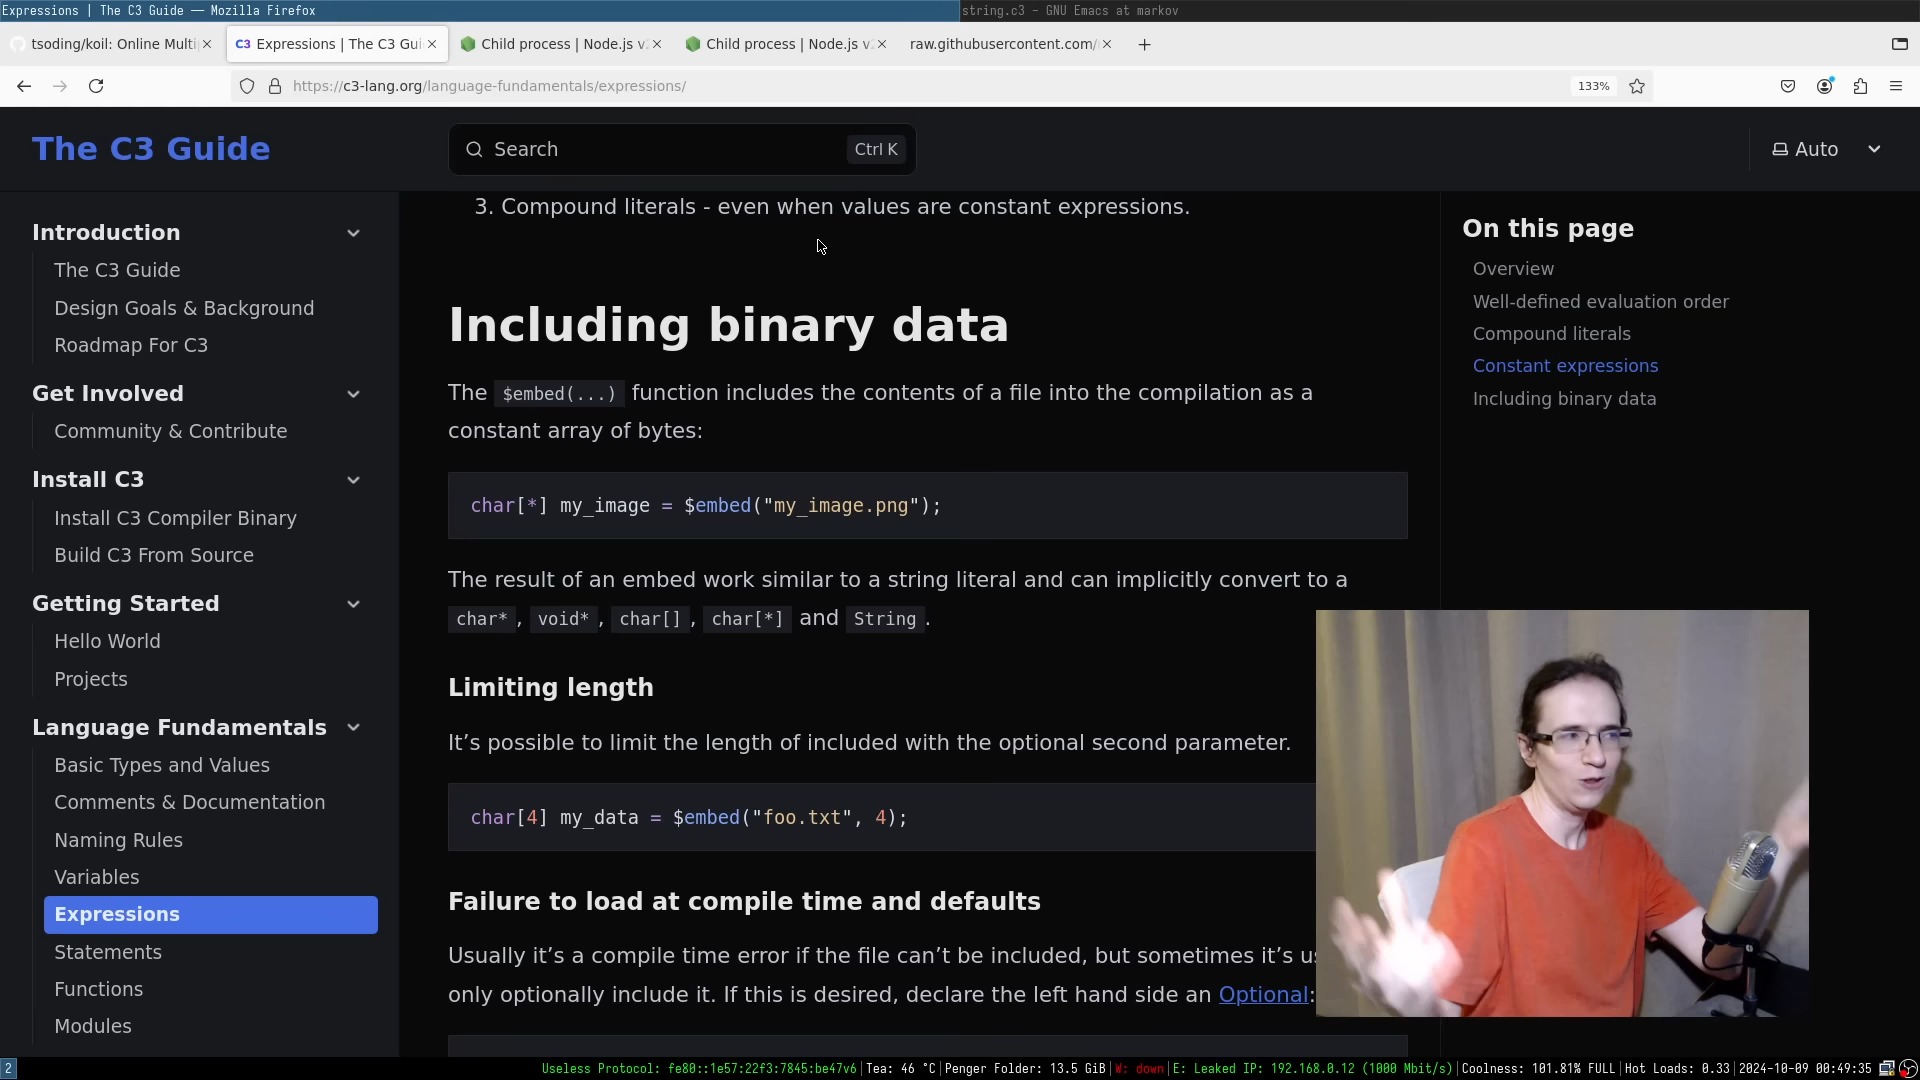 Expressions | The C3 Guide — Mozilla Firefox
string.c3 - GNU Emacs at markov
tsoding/koil: Online Multi
Expressions | The C3 Gui
Child process | Node.js v
Child process | Node.js v
raw.githubusercontent.com/
https://c3-lang.org/language-fundamentals/expressions/
133%
The C3 Guide
Search
Ctrl K
Auto
Introduction
The C3 Guide
Design Goals & Background
Roadmap For C3
Get Involved
Community & Contribute
Install C3
Install C3 Compiler Binary
Build C3 From Source
Getting Started
Hello World
Projects
Language Fundamentals
Basic Types and Values
Comments & Documentation
Naming Rules
Variables
Expressions
Statements
Functions
Modules
3. Compound literals - even when values are constant expressions.
Including binary data
The $embed(...) function includes the contents of a file into the compilation as a
constant array of bytes:
char[*] my_image = $embed("my_image.png");
The result of an embed work similar to a string literal and can implicitly convert to a
char*, void*, char[], char[*] and String.
Limiting length
It’s possible to limit the length of included with the optional second parameter.
char[4] my_data = $embed("foo.txt", 4);
Failure to load at compile time and defaults
Usually it’s a compile time error if the file can’t be included, but sometimes it’s
only optionally include it. If this is desired, declare the left hand side an Optional:
On this page
Overview
Well-defined evaluation order
Compound literals
Constant expressions
Including binary data
2
Useless Protocol: fe80::1e57:22f3:7845:be47v6|Tea: 46 °C|Penger Folder: 13.5 GiB|W: down|E: Leaked IP: 192.168.0.12 (1000 Mbit/s)|Coolness: 101.81% FULL|Hot Loads: 0.33|2024-10-09 00:49:35